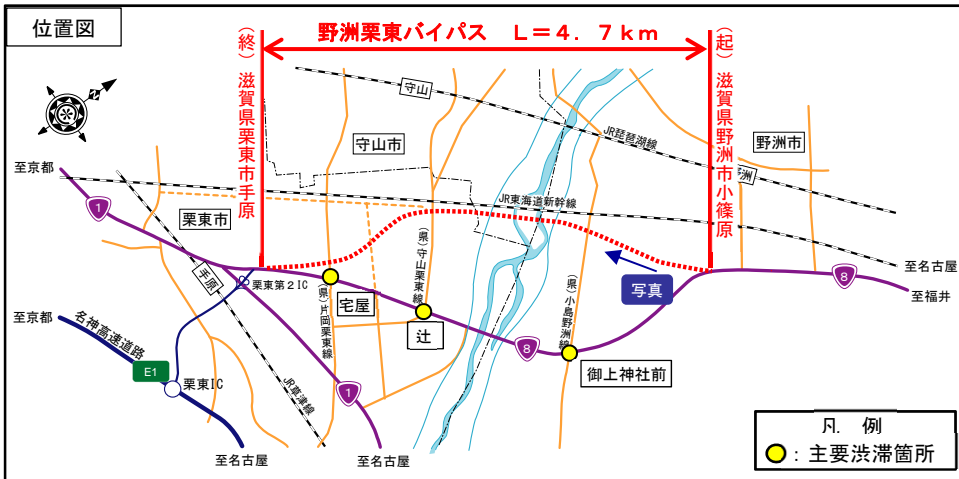 位置図
野洲栗東バイパス L=4.7km
(終)滋賀県栗東市手原
(起)滋賀県野洲市小篠原
守山
守山市
JR琵琶湖線
野洲市
至京都
1
栗東市
JR東海道新幹線
手原
栗東第2IC
(県)片岡栗東線
宅屋
(県)守山栗東線
辻
8
(県)小島野洲線
御上神社前
写真
8
至名古屋
至福井
至京都
名神高速道路
E1
栗東IC
JR草津線
1
至名古屋
至名古屋
凡 例
:主要渋滞箇所